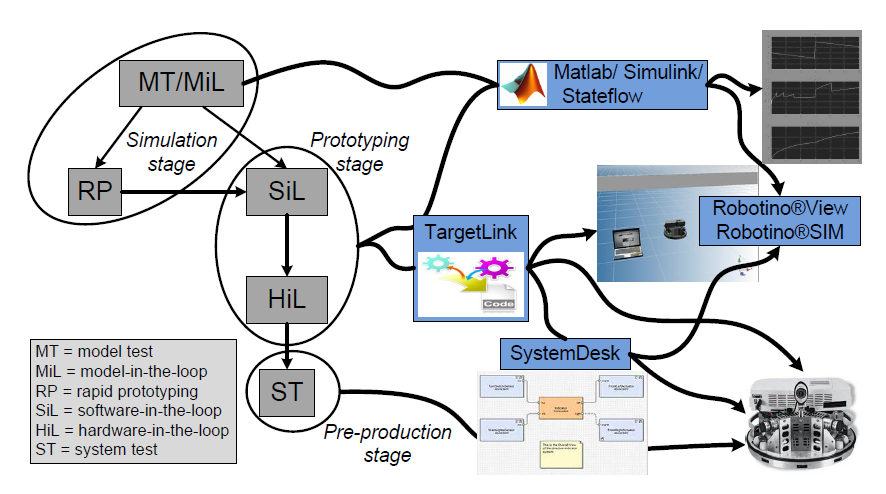 MT/MiL
Simulation
stage
Prototyping
stage
RP
SiL
HiL
ST
Pre-production
stage
MT = model test
MiL = model-in-the-loop
RP = rapid prototyping
SiL = software-in-the-loop
HiL = hardware-in-the-loop
ST = system test
Matlab/ Simulink/
Stateflow
TargetLink
Code
Robotino®View
Robotino®SIM
SystemDesk